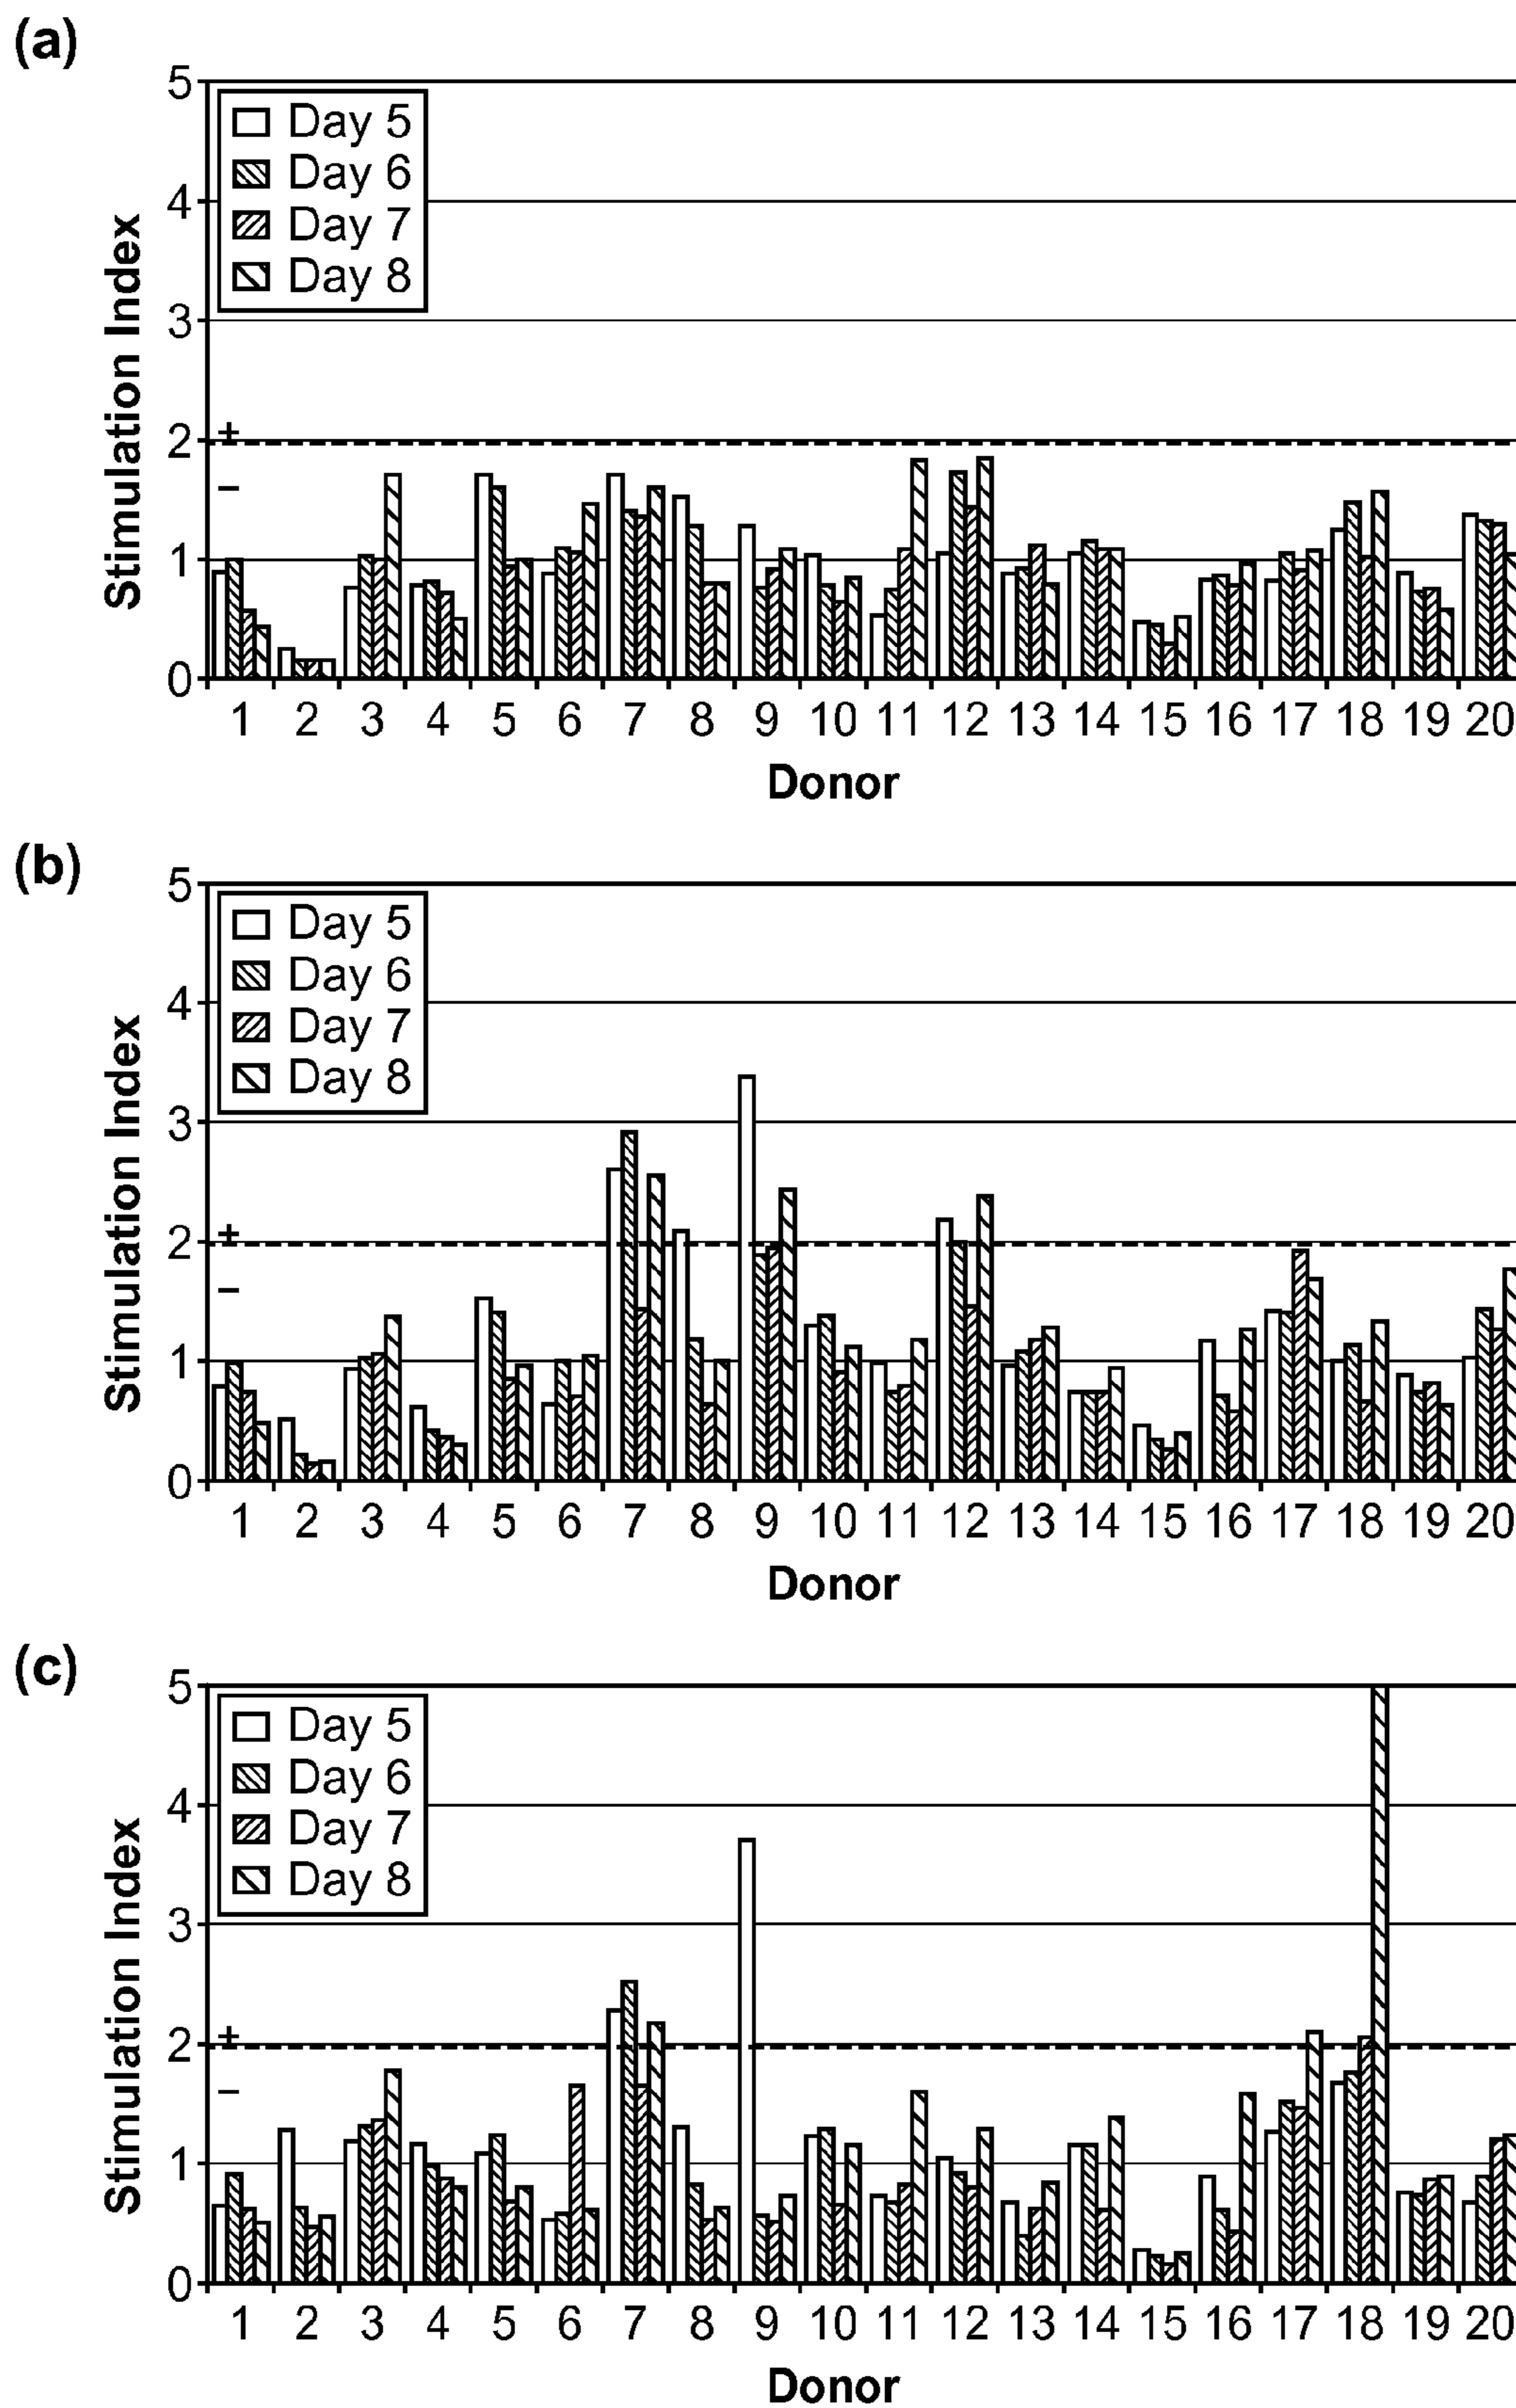 (a)
Stimulation Index
5
4
3
2
1
0
+
−
Day 5
Day 6
Day 7
Day 8
1 2 3 4 5 6 7 8 9 10 11 12 13 14 15 16 17 18 19 20
Donor
(b)
Stimulation Index
5
4
3
2
1
0
+
−
Day 5
Day 6
Day 7
Day 8
1 2 3 4 5 6 7 8 9 10 11 12 13 14 15 16 17 18 19 20
Donor
(c)
Stimulation Index
5
4
3
2
1
0
+
−
Day 5
Day 6
Day 7
Day 8
1 2 3 4 5 6 7 8 9 10 11 12 13 14 15 16 17 18 19 20
Donor